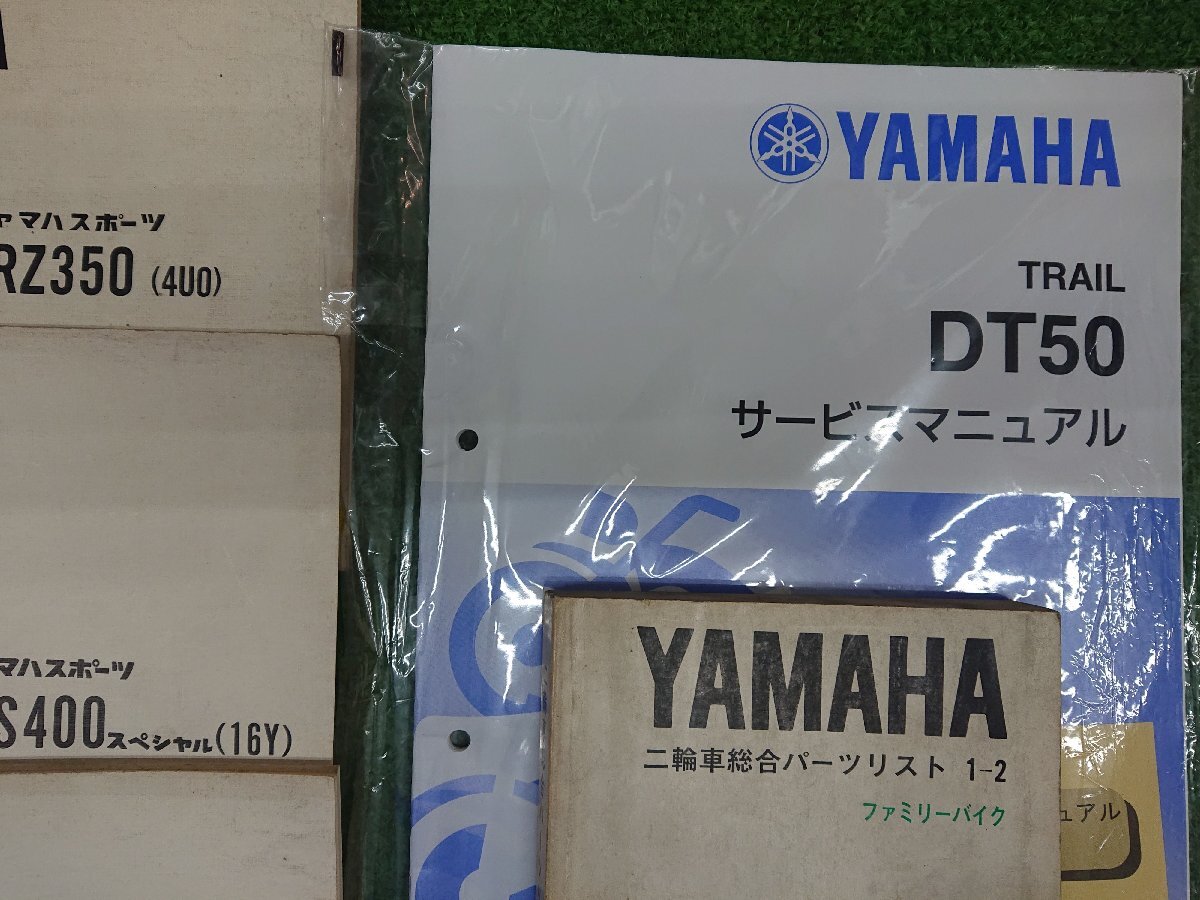 ヤマハスポーツ
RZ350 (4U0)
マハスポーツ
S400スペシャル(16Y)
YAMAHA
TRAIL
DT50
サービスマニュアル
YAMAHA
二輪車総合パーツリスト 1-2
ファミリーバイク
ュアル